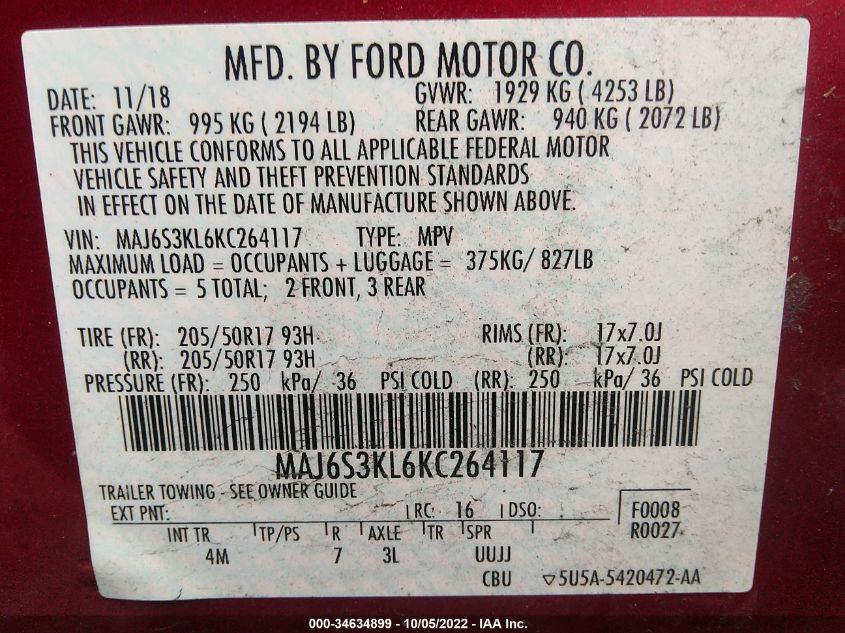 MFD. BY FORD MOTOR CO.
DATE: 11/18 GVWR: 1929 KG ( 4253 LB)
FRONT GAWR: 995 KG ( 2194 LB) REAR GAWR: 940 KG ( 2072 LB)
THIS VEHICLE CONFORMS TO ALL APPLICABLE FEDERAL MOTOR
VEHICLE SAFETY AND THEFT PREVENTION STANDARDS
IN EFFECT ON THE DATE OF MANUFACTURE SHOWN ABOVE.
VIN: MAJ6S3KL6KC264117 TYPE: MPV
MAXIMUM LOAD = OCCUPANTS + LUGGAGE = 375KG/ 827LB
OCCUPANTS = 5 TOTAL; 2 FRONT, 3 REAR
TIRE (FR): 205/50R17 93H RIMS (FR): 17x7.0J
(RR): 205/50R17 93H (RR): 17x7.0J
PRESSURE (FR): 250 kPa/ 36 PSI COLD (RR): 250 kPa/ 36 PSI COLD
MAJ6S3KL6KC264117
TRAILER TOWING - SEE OWNER GUIDE
EXT PNT: RC: 16 DSO: F0008
R0027
INT TR TP/PS R AXLE TR SPR
4M 7 3L UUJJ
CBU ▽5U5A-5420472-AA
000-34634899 - 10/05/2022 - IAA Inc.